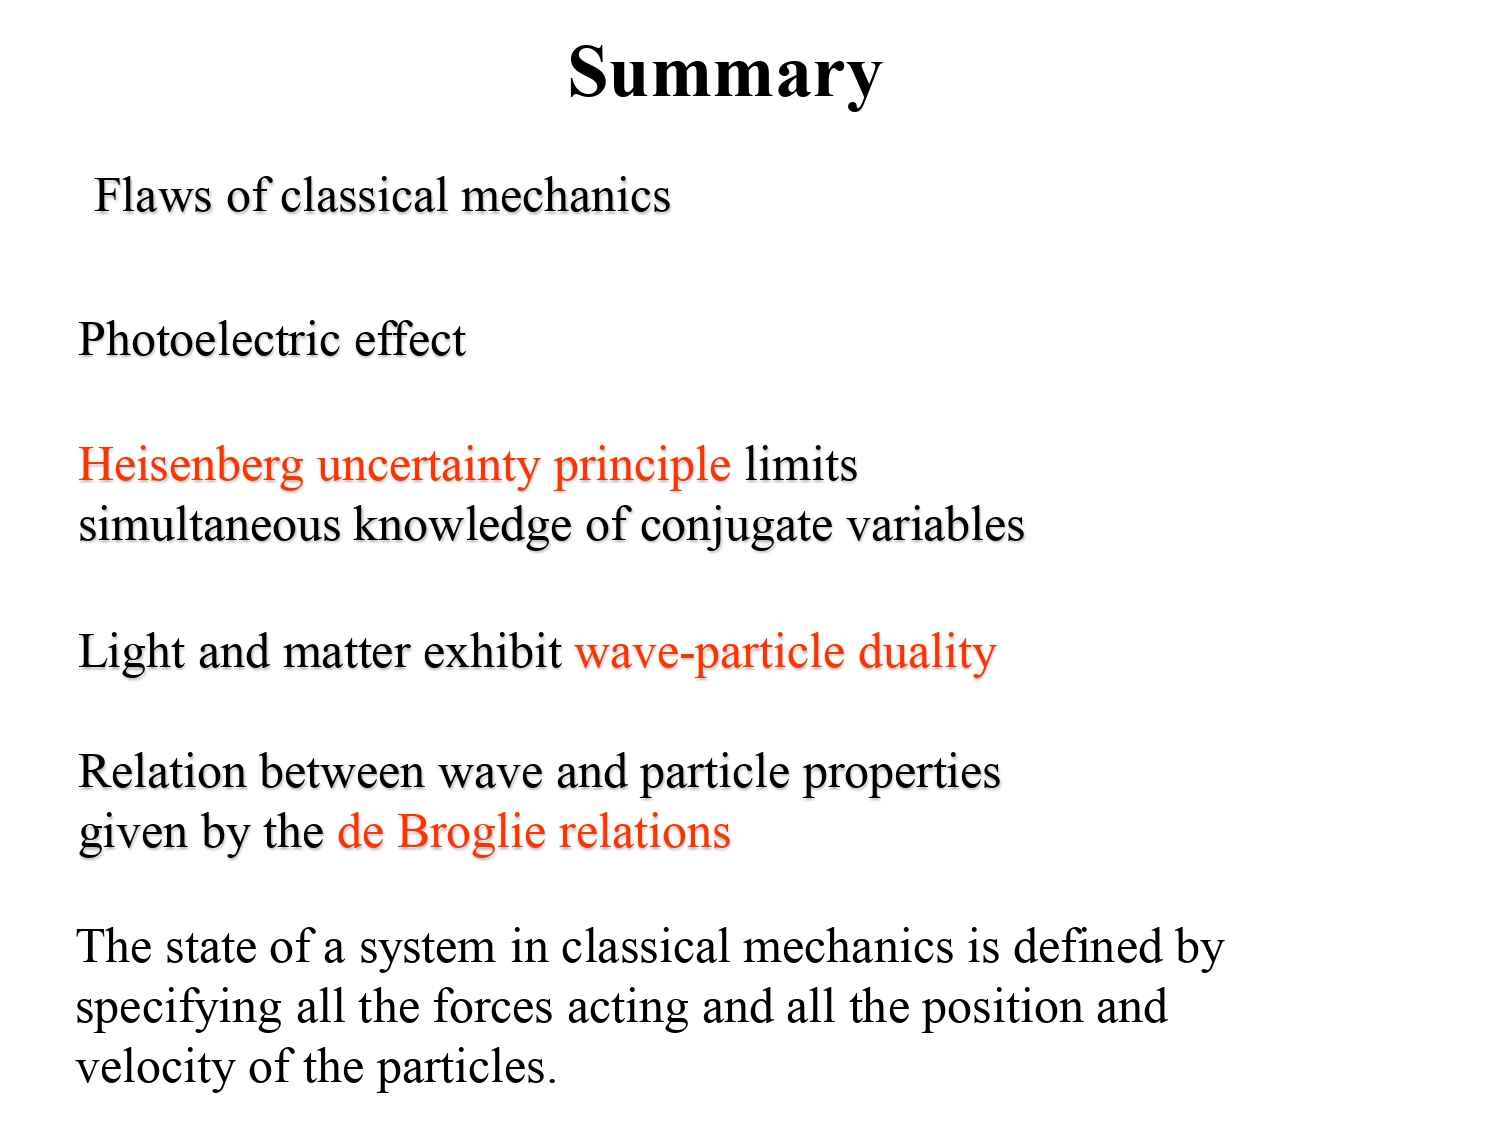 Summary
Flaws of classical mechanics
Photoelectric effect
Heisenberg uncertainty principle limits
simultaneous knowledge of conjugate variables
Light and matter exhibit wave-particle duality
Relation between wave and particle properties
given by the de Broglie relations
The state of a system in classical mechanics is defined by
specifying all the forces acting and all the position and
velocity of the particles.